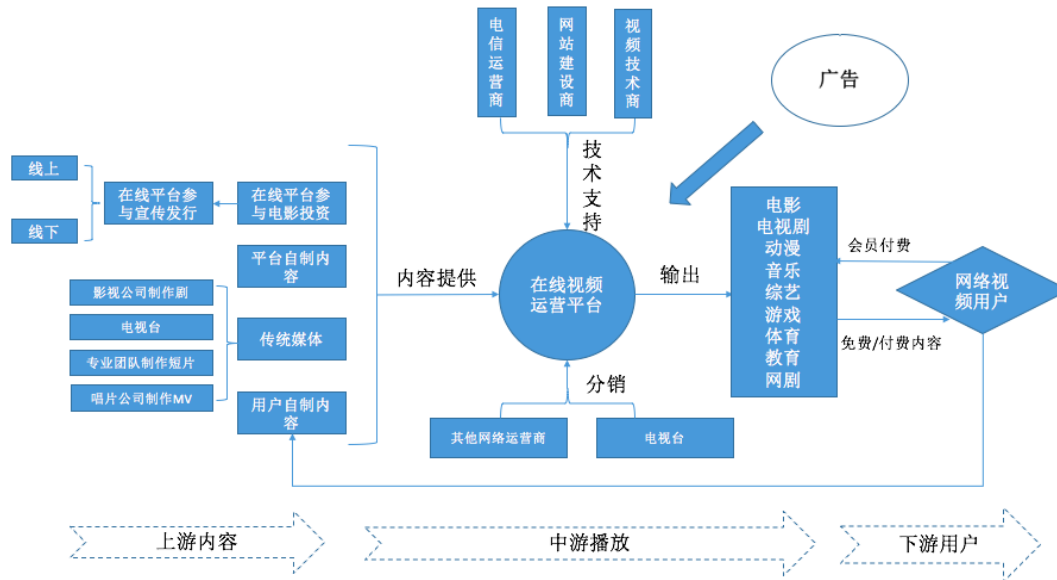 电信运营商
网站建设商
视频技术商
广告
技术支持
线上
线下
在线平台参
与宣传发行
在线平台参
与电影投资
平台自制内
容
影视公司制作剧
电视台
专业团队制作短片
唱片公司制作MV
传统媒体
用户自制内
容
内容提供
在线视频
运营平台
输出
电影
电视剧
动漫
音乐
综艺
游戏
体育
教育
网剧
会员付费
免费/付费内容
网络视
频用户
分销
其他网络运营商
电视台
上游内容
中游播放
下游用户